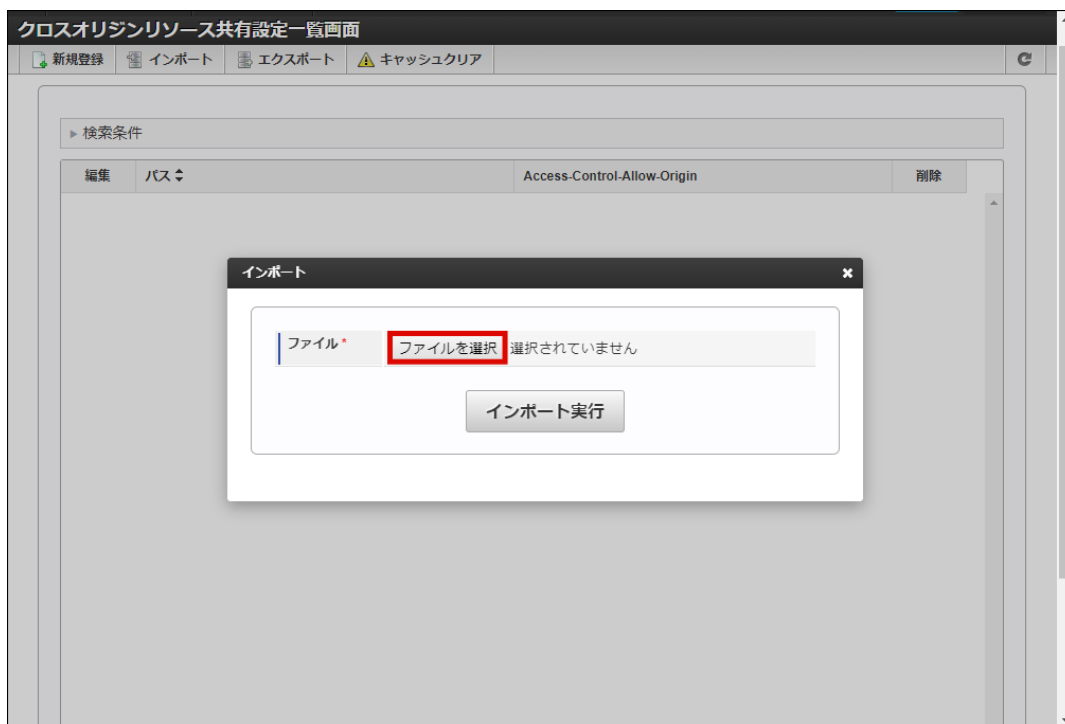 クロスオリジンリソース共有設定一覧画面
新規登録 インポート エクスポート キャッシュクリア
検索条件
編集 パス Access-Control-Allow-Origin 削除
インポート
ファイル* ファイルを選択 選択されていません
インポート実行